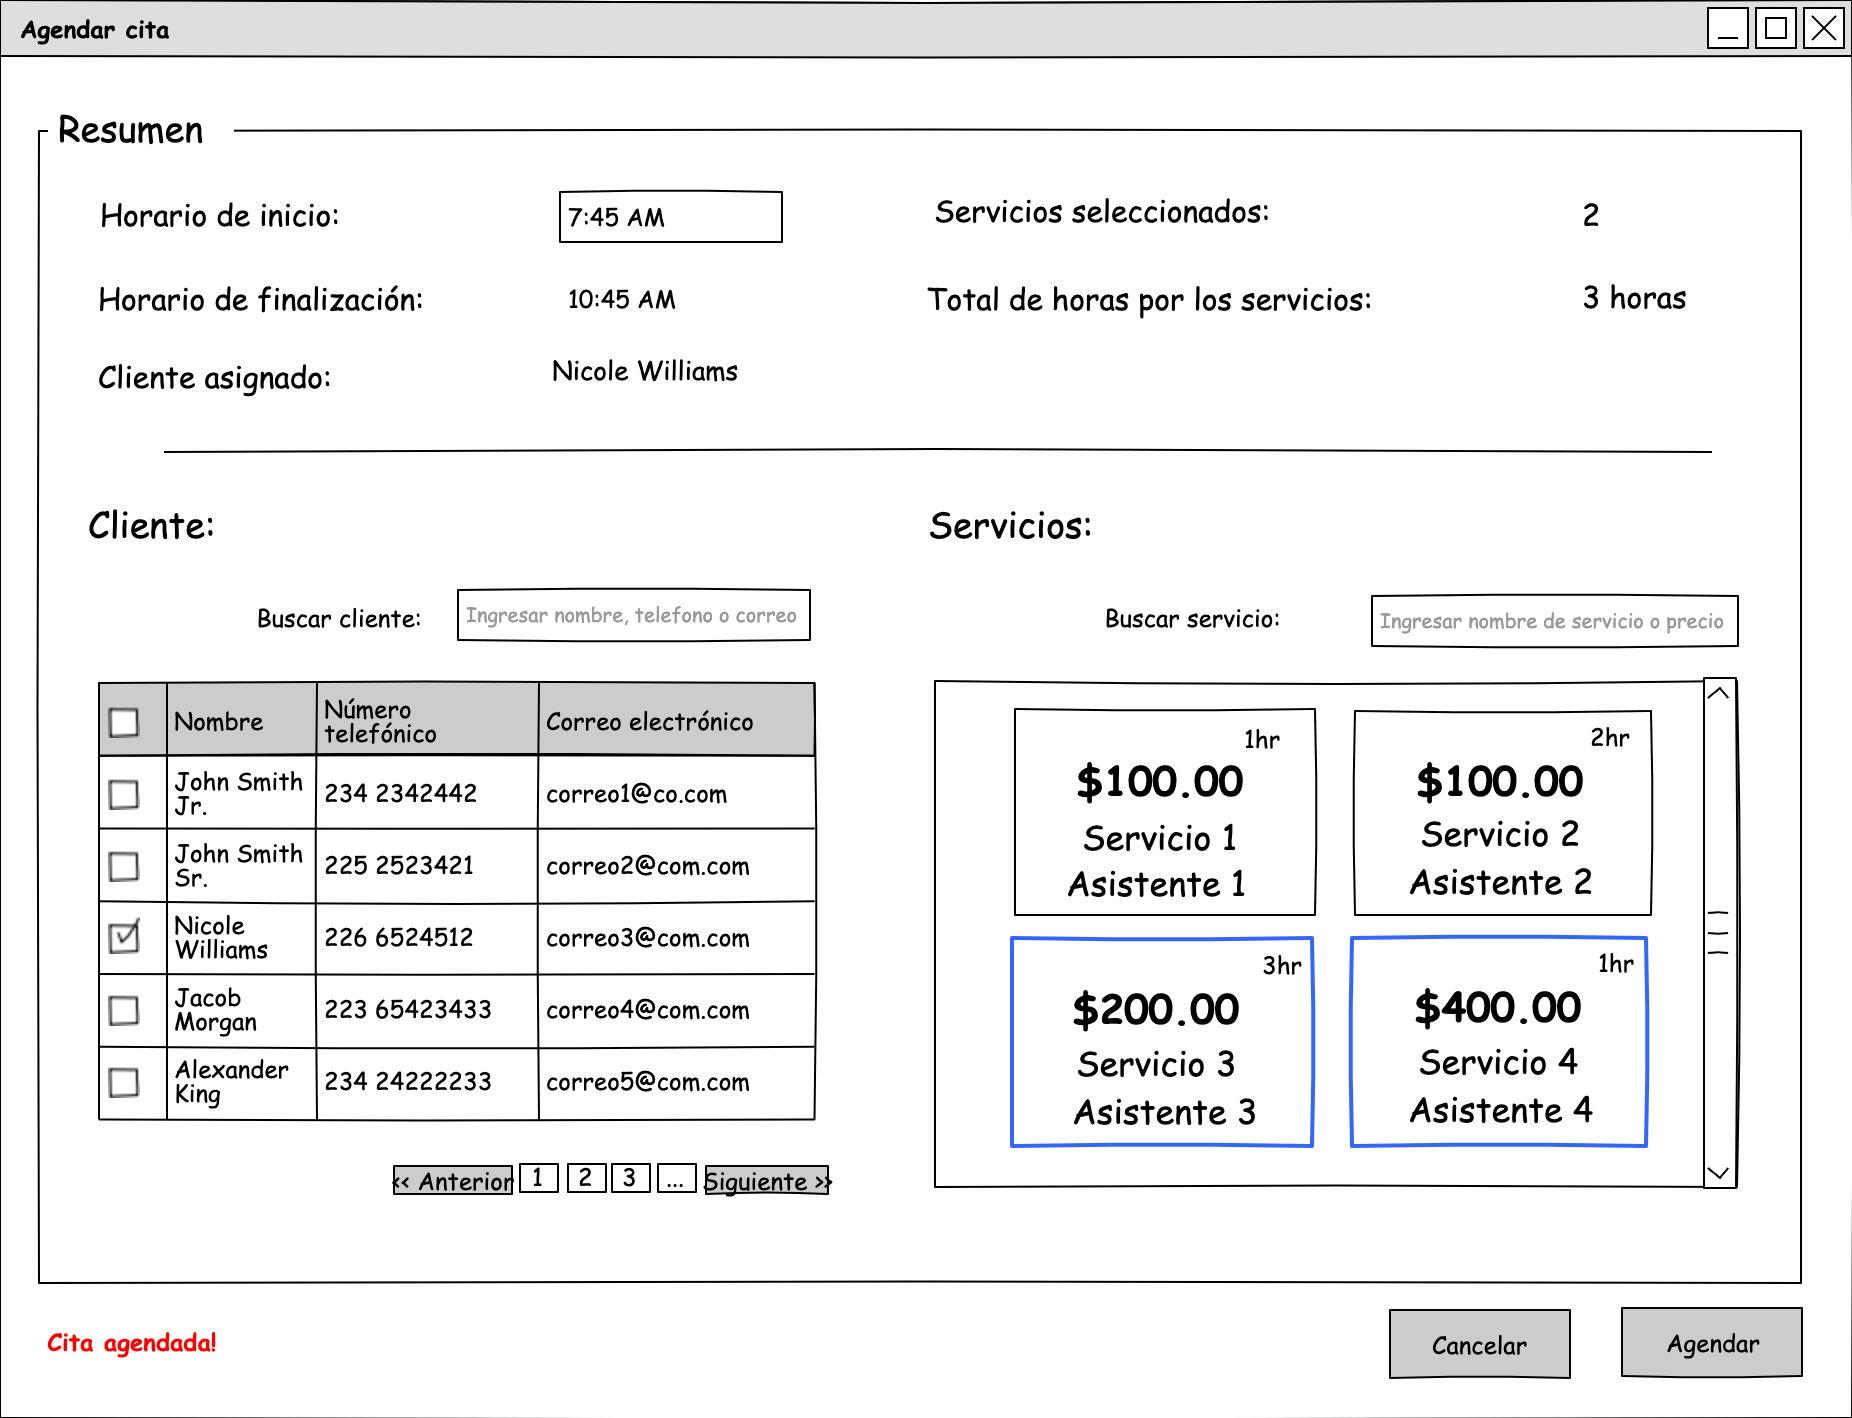 Agendar cita
Resumen
Horario de inicio:
7:45 AM
Servicios seleccionados:
2
Horario de finalización:
10:45 AM
Total de horas por los servicios:
3 horas
Cliente asignado:
Nicole Williams
Cliente:
Servicios:
Buscar cliente:
Ingresar nombre, telefono o correo
Buscar servicio:
Ingresar nombre de servicio o precio
Nombre
Número
telefónico
Correo electrónico
John Smith
Jr.
234 2342442
correo1@co.com
John Smith
Sr.
225 2523421
correo2@com.com
Nicole
Williams
226 6524512
correo3@com.com
Jacob
Morgan
223 65423433
correo4@com.com
Alexander
King
234 24222233
correo5@com.com
<< Anterior
1
2
3
...
Siguiente >>
1hr
$100.00
Servicio 1
Asistente 1
2hr
$100.00
Servicio 2
Asistente 2
3hr
$200.00
Servicio 3
Asistente 3
1hr
$400.00
Servicio 4
Asistente 4
Cita agendada!
Cancelar
Agendar